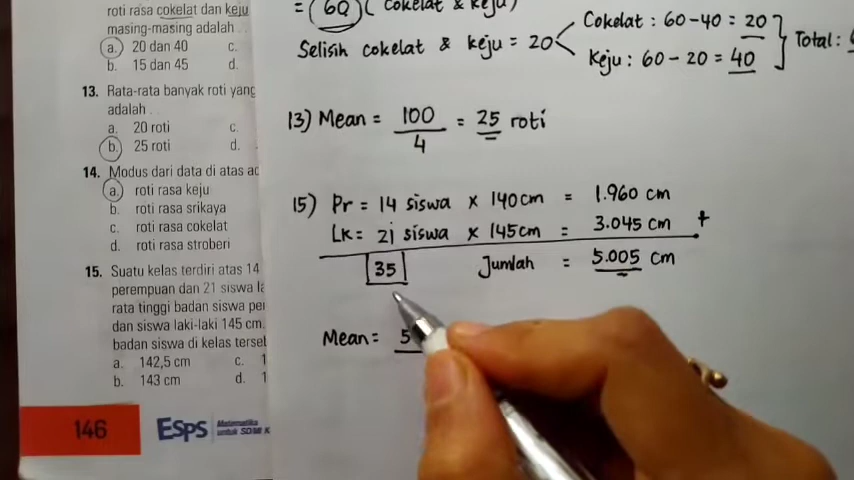 roti rasa cokelat dan keju
masing-masing adalah
a. 20 dan 40 c.
b. 15 dan 45 d.
13. Rata-rata banyak roti yang
adalah
a. 20 roti c.
b. 25 roti d.
14. Modus dari data di atas ad
a. roti rasa keju
b. roti rasa srikaya
c. roti rasa cokelat
d. roti rasa stroberi
15. Suatu kelas terdiri atas 14
perempuan dan 21 siswa la
rata tinggi badan siswa per
dan siswa laki-laki 145 cm.
badan siswa di kelas terseb
a. 142,5 cm c. 1
b. 143 cm d. 1
146 ESPS Matematika
untuk SD/MI K
= 60 (cokelat & keju)
Selisih cokelat & keju = 20
Cokelat : 60-40 = 20
Keju : 60-20 = 40
Total :
13) Mean = 100 = 25 roti
4
15) Pr = 14 siswa x 140cm = 1.960 cm
Lk = 21 siswa x 145cm = 3.045 cm +
35 Jumlah = 5.005 cm
Mean = 5